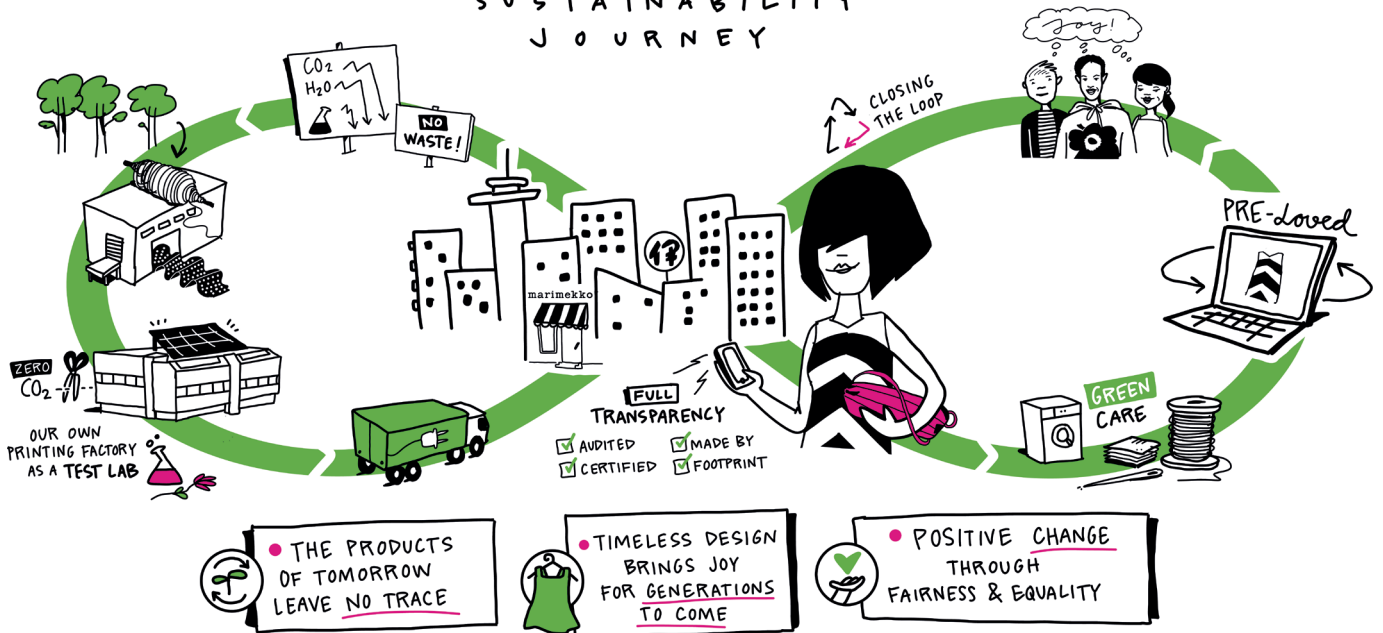 SUSTAINABILITY
JOURNEY
CO2
H2O
NO
WASTE!
CLOSING
THE LOOP
Joy!
PRE-Loved
marimekko
ZERO
CO2
OUR OWN
PRINTING FACTORY
AS A TEST LAB
FULL
TRANSPARENCY
AUDITED
MADE BY
CERTIFIED
FOOTPRINT
GREEN
CARE
THE PRODUCTS
OF TOMORROW
LEAVE NO TRACE
TIMELESS DESIGN
BRINGS JOY
FOR GENERATIONS
TO COME
POSITIVE CHANGE
THROUGH
FAIRNESS & EQUALITY